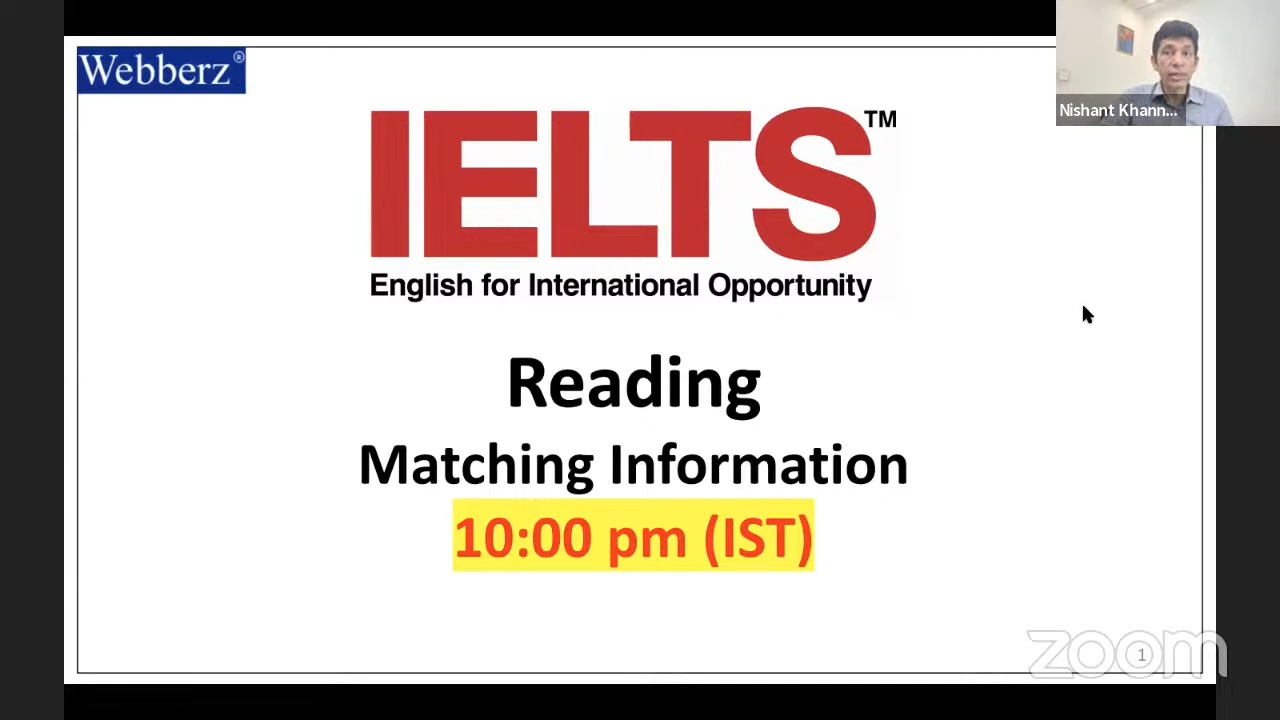 Webberz®
Nishant Khann...
IELTS™
English for International Opportunity
Reading
Matching Information
10:00 pm (IST)
zoom
1